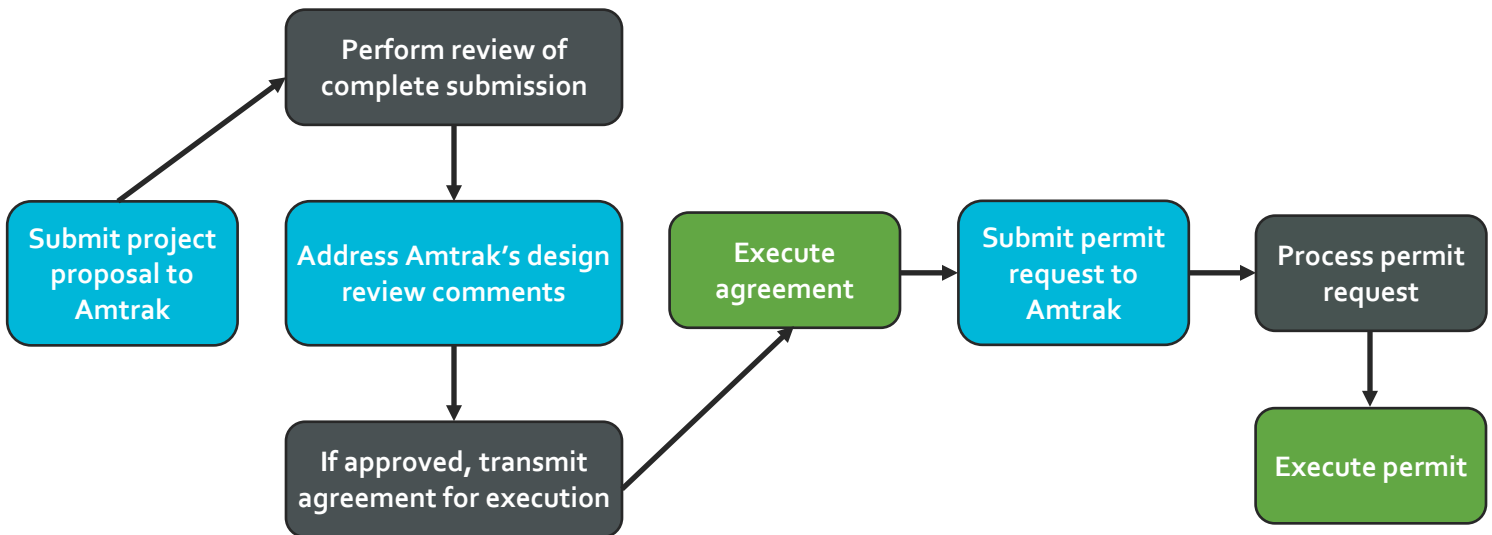 Perform review of
complete submission
Submit project
proposal to
Amtrak
Address Amtrak's design
review comments
If approved, transmit
agreement for execution
Execute
agreement
Submit permit
request to
Amtrak
Process permit
request
Execute permit